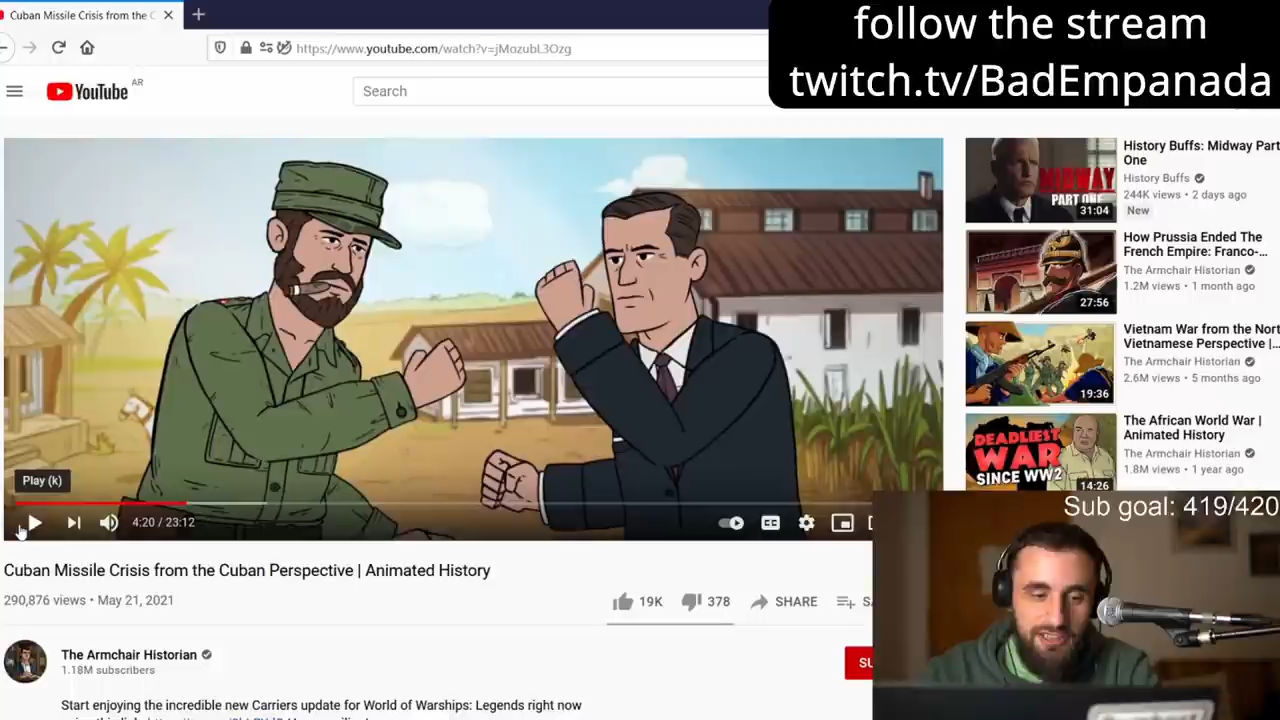 Cuban Missile Crisis from the C
follow the stream
twitch.tv/BadEmpanada
https://www.youtube.com/watch?v=jMozubL3Ozg
YouTube AR
Search
History Buffs: Midway Part
One
History Buffs
244K views • 2 days ago
New
MIDWAY
PART ONE
31:04
How Prussia Ended The
French Empire: Franco-...
The Armchair Historian
1.2M views • 1 month ago
27:56
Vietnam War from the Nort
Vietnamese Perspective |...
The Armchair Historian
2.6M views • 5 months ago
19:36
The African World War |
Animated History
The Armchair Historian
1.8M views • 1 year ago
DEADLIEST
WAR
SINCE WW2
14:26
Play (k)
4:20 / 23:12
CC
Sub goal: 419/420
Cuban Missile Crisis from the Cuban Perspective | Animated History
290,876 views • May 21, 2021
19K
378
SHARE
SA
The Armchair Historian
1.18M subscribers
SU
Start enjoying the incredible new Carriers update for World of Warships: Legends right now